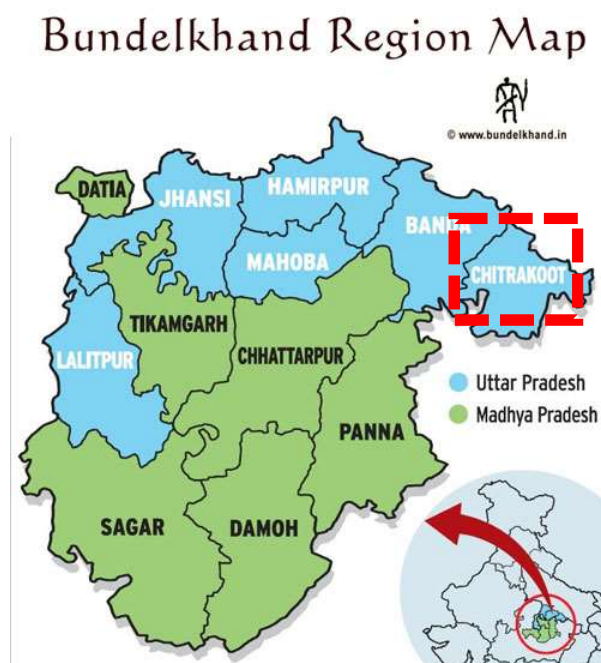 Bundelkhand Region Map
© www.bundelkhand.in
DATIA
JHANSI
HAMIRPUR
BANDA
MAHOBA
CHITRAKOOT
TIKAMGARH
LALITPUR
CHHATTARPUR
Uttar Pradesh
Madhya Pradesh
PANNA
SAGAR
DAMOH